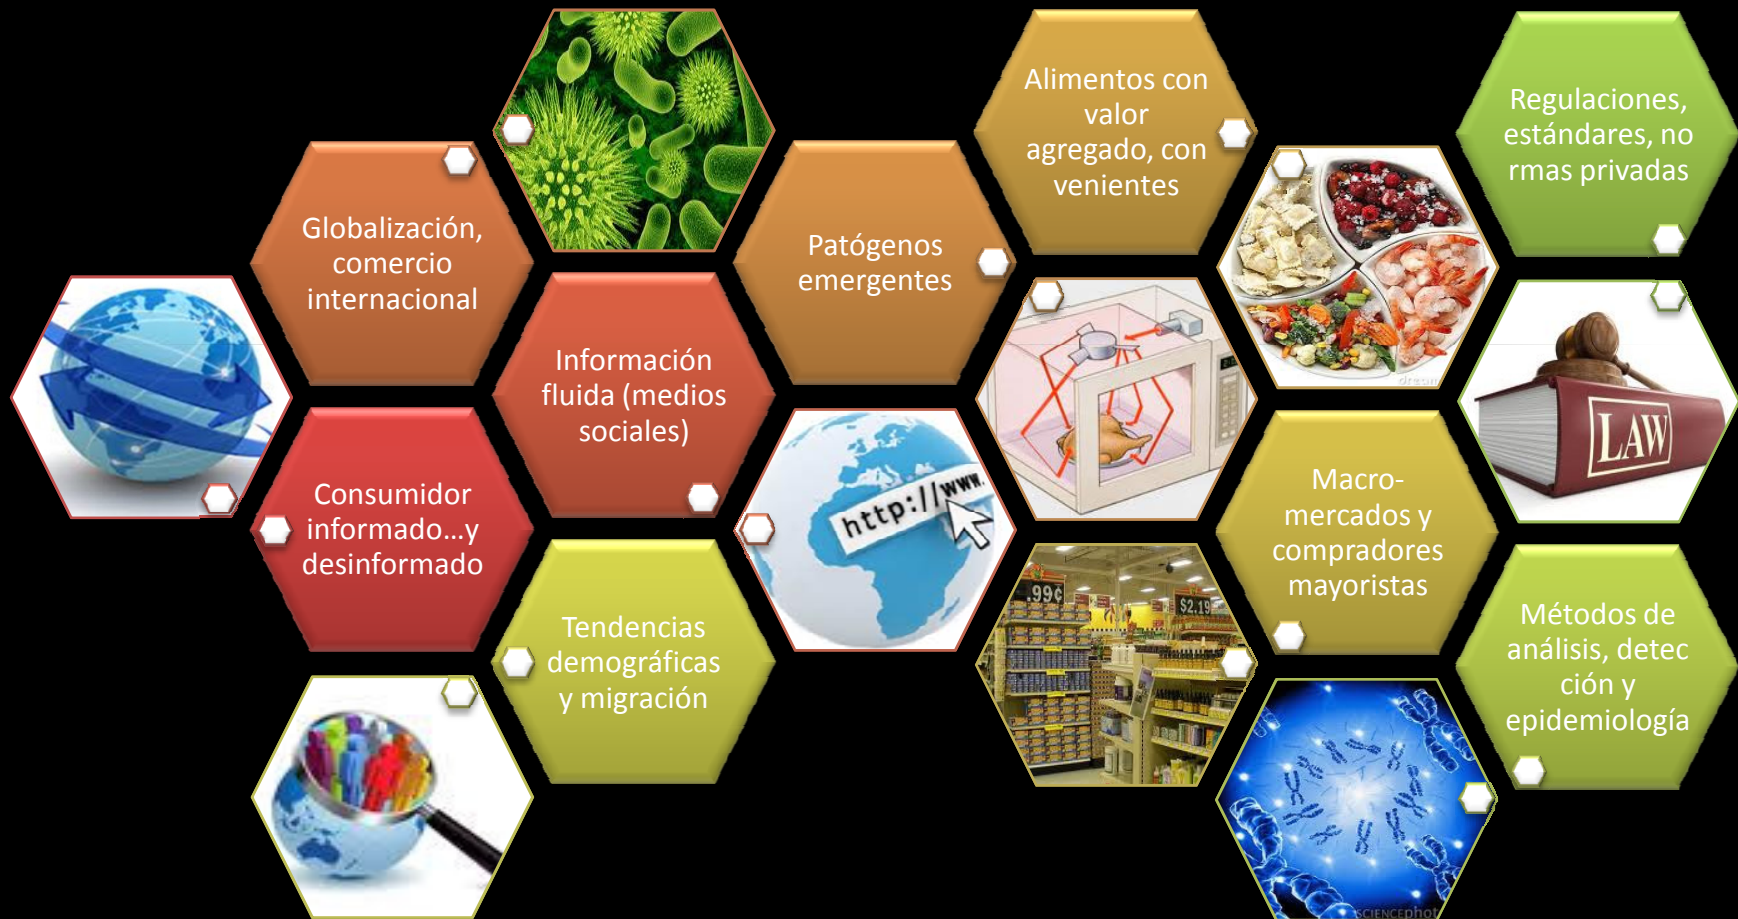 Globalización,
comercio
internacional
Consumidor
informado...y
desinformado
Información
fluida (medios
sociales)
Tendencias
demográficas
y migración
Patógenos
emergentes
http://www.
Alimentos con
valor
agregado, con
venientes
dream
.99¢
$2.19
Macro-
mercados y
compradores
mayoristas
Regulaciones,
estándares, no
rmas privadas
LAW
Métodos de
análisis, detec
ción y
epidemiología
SCIENCEphot